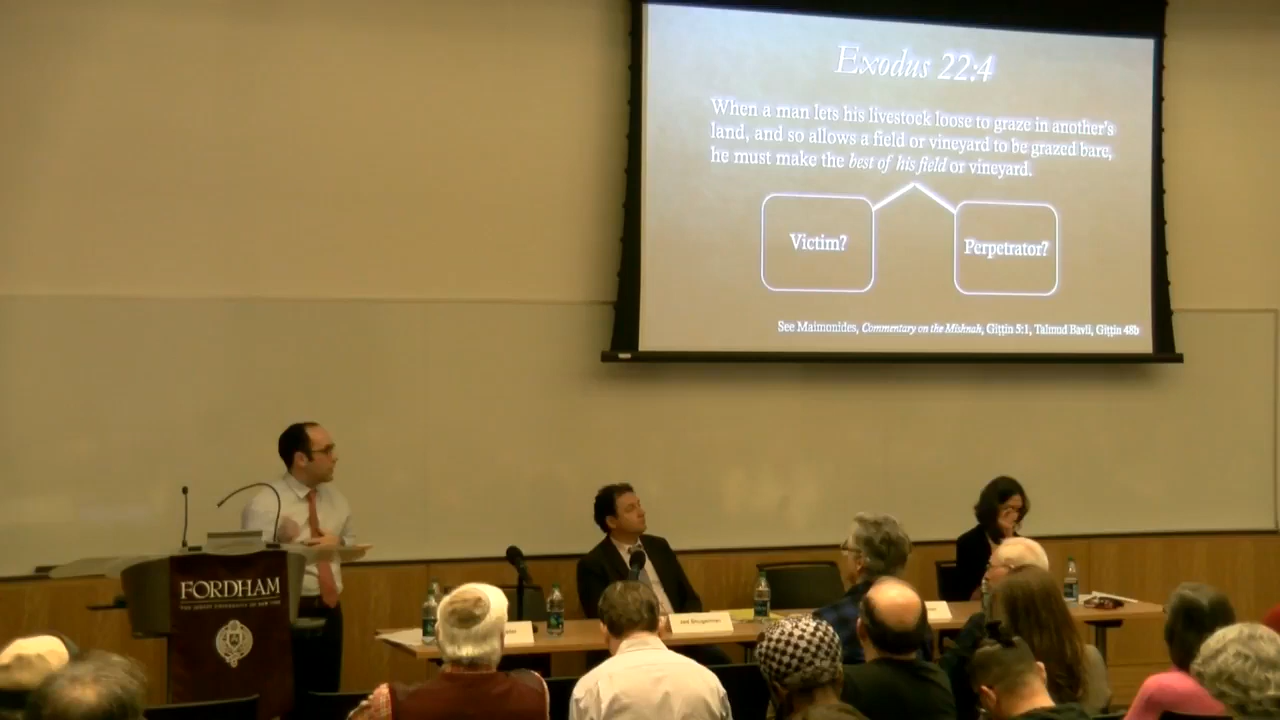 Exodus 22:4
When a man lets his livestock loose to graze in another's
land, and so allows a field or vineyard to be grazed bare,
he must make the best of his field or vineyard.
Victim?
Perpetrator?
See Maimonides, Commentary on the Mishnah, Giṭṭin 5:1, Talmud Bavli, Giṭṭin 48b
FORDHAM
THE JESUIT UNIVERSITY OF NEW YORK